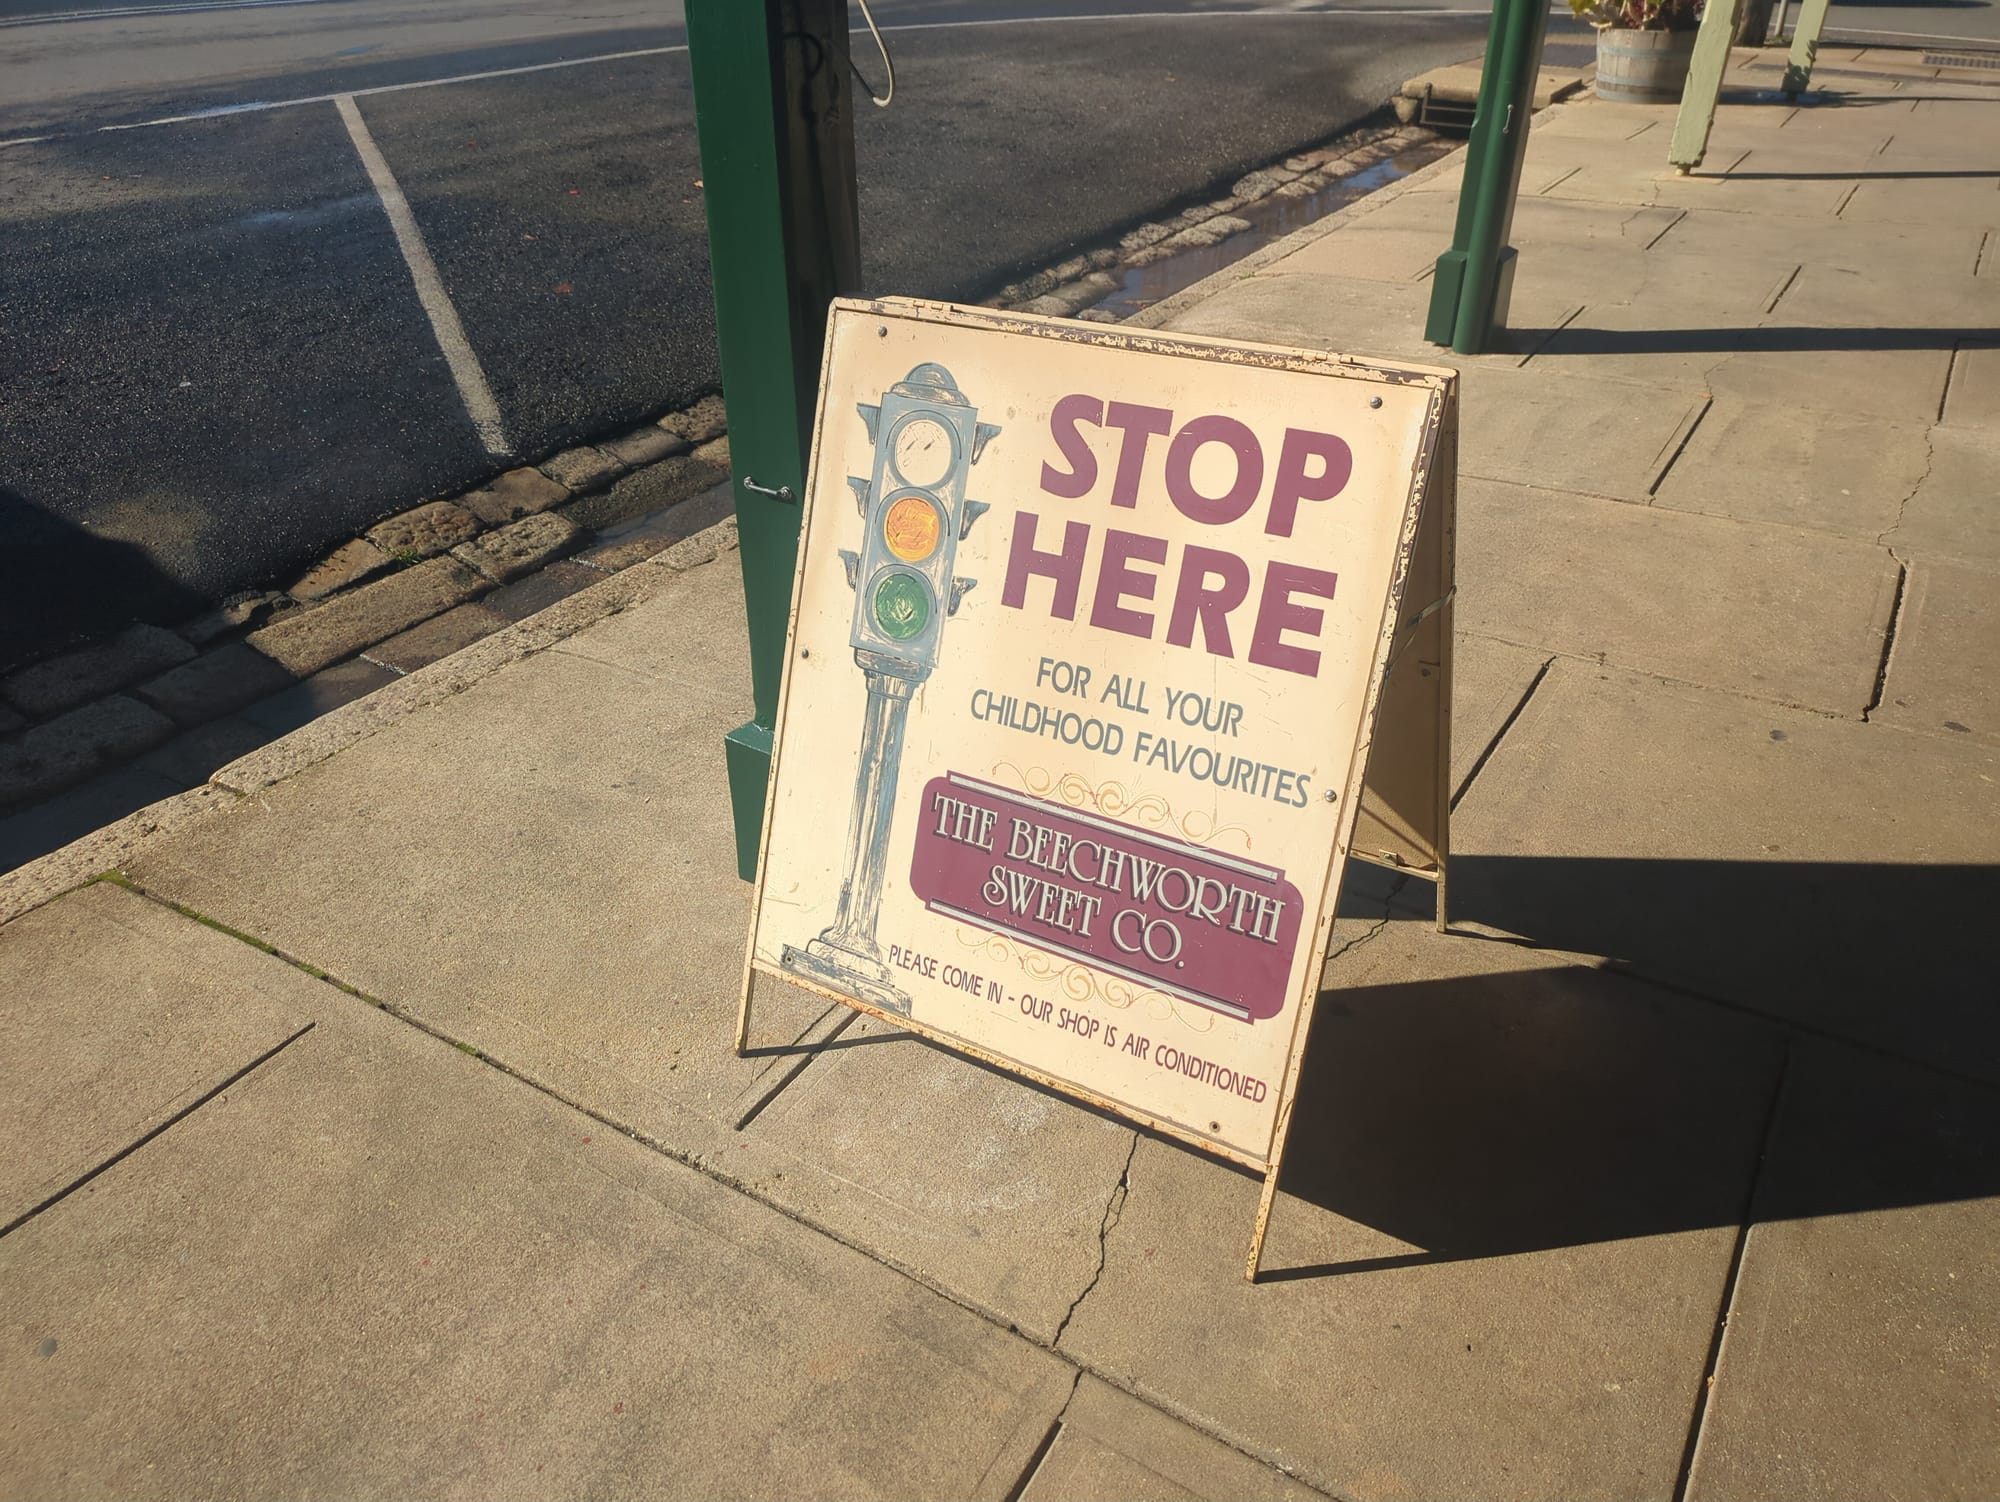 STOP
HERE
FOR ALL YOUR
CHILDHOOD FAVOURITES
THE BEECHWORTH
SWEET CO.
PLEASE COME IN - OUR SHOP IS AIR CONDITIONED